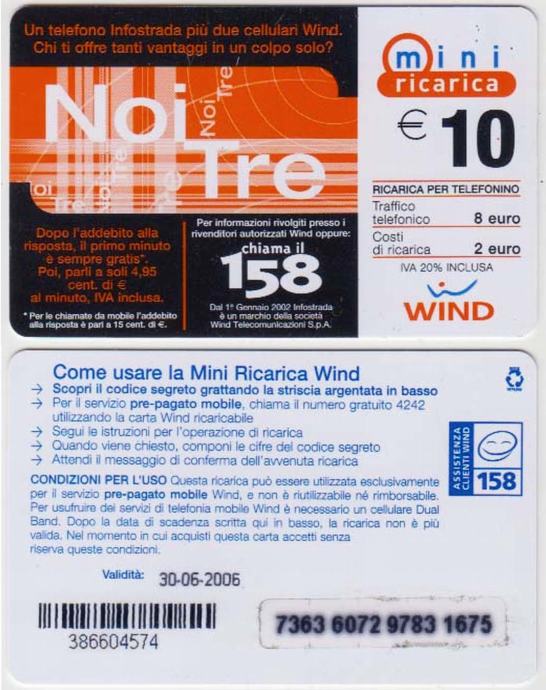 Un telefono Infostrada più due cellulari Wind.
Chi ti offre tanti vantaggi in un colpo solo?
Noi
Tre
Noi
Tre
Noi
Tre
oi
Tre
Dopo l'addebito alla
risposta, il primo minuto
è sempre gratis*.
Poi, parli a soli 4,95
cent. di €
al minuto, IVA inclusa.
* Per le chiamate da mobile l'addebito
alla risposta è pari a 15 cent. di €.
Per informazioni rivolgiti presso i
rivenditori autorizzati Wind oppure:
chiama il
158
Dal 1º Gennaio 2002 Infostrada
è un marchio della società
Wind Telecomunicazioni S.p.A.
mini
ricarica
€ 10
RICARICA PER TELEFONINO
Traffico
telefonico 8 euro
Costi
di ricarica 2 euro
IVA 20% INCLUSA
WIND
Come usare la Mini Ricarica Wind
→ Scopri il codice segreto grattando la striscia argentata in basso
→ Per il servizio pre-pagato mobile, chiama il numero gratuito 4242
utilizzando la carta Wind ricaricabile
→ Segui le istruzioni per l'operazione di ricarica
→ Quando viene chiesto, componi le cifre del codice segreto
→ Attendi il messaggio di conferma dell'avvenuta ricarica
CONDIZIONI PER L'USO Questa ricarica può essere utilizzata esclusivamente
per il servizio pre-pagato mobile Wind, e non è riutilizzabile né rimborsabile.
Per usufruire dei servizi di telefonia mobile Wind è necessario un cellulare Dual
Band. Dopo la data di scadenza scritta qui in basso, la ricarica non è più
valida. Nel momento in cui acquisti questa carta accetti senza
riserva queste condizioni.
ASSISTENZA
CLIENTI WIND
158
Validità: 30-06-2006
386604574
7363 6072 9783 1675